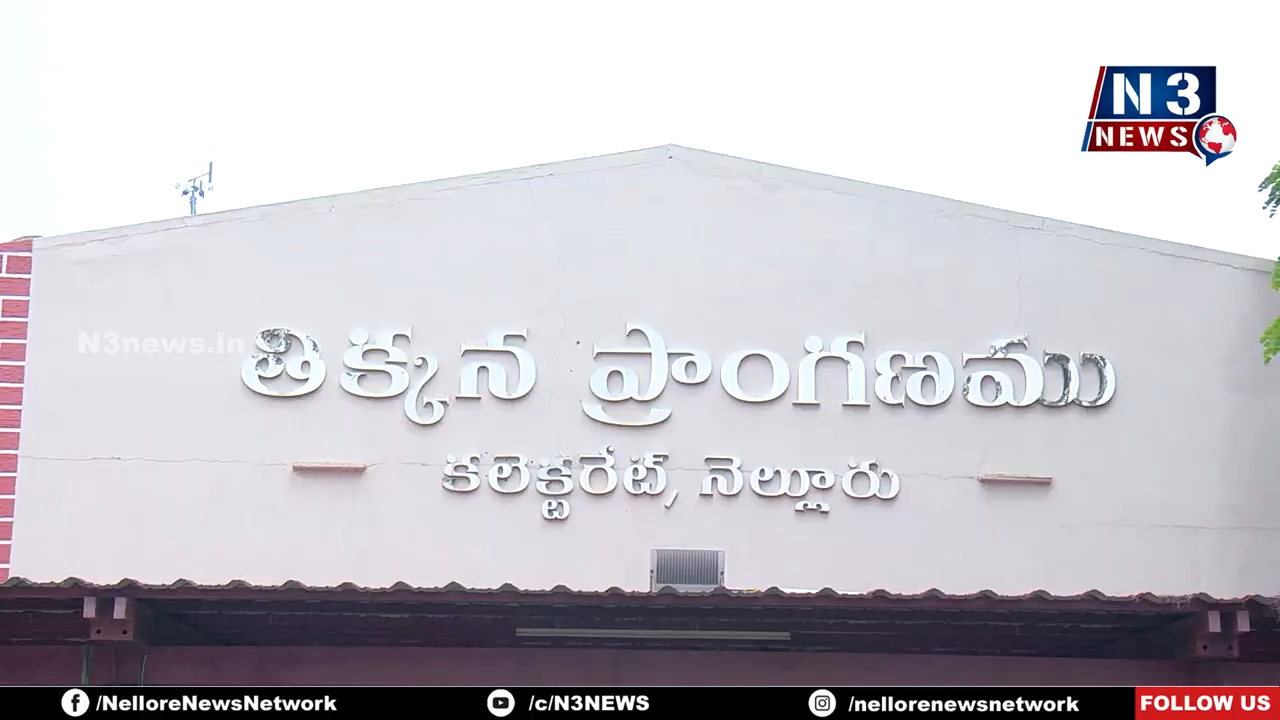 N3
NEWS
N3news.in
తిక్కన ప్రాంగణము
కలెక్టరేట్, నెల్లూరు
/NelloreNewsNetwork
/c/N3NEWS
/nellorenewsnetwork
FOLLOW US